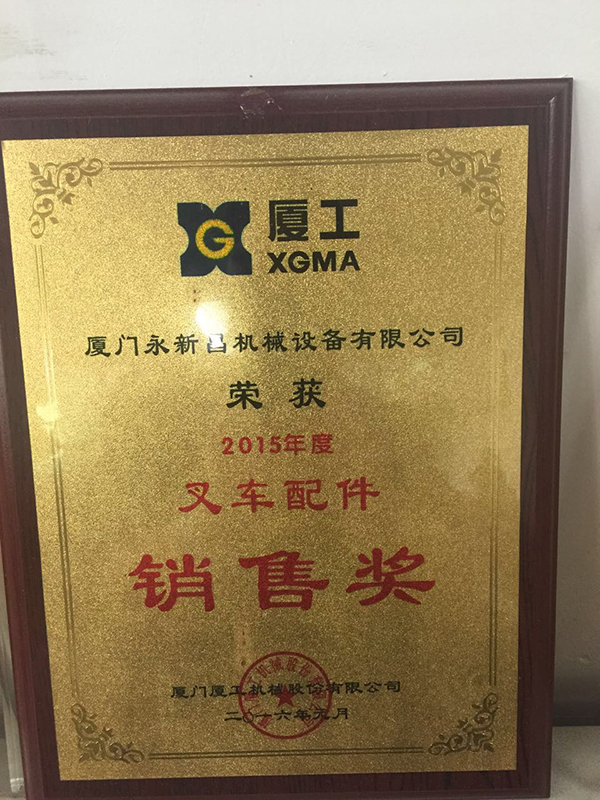 G
厦工
XGMA
厦门永新昌机械设备有限公司
荣获
2015年度
叉车配件
销售奖
厦门厦工机械股份有限公司
二〇一六年元月